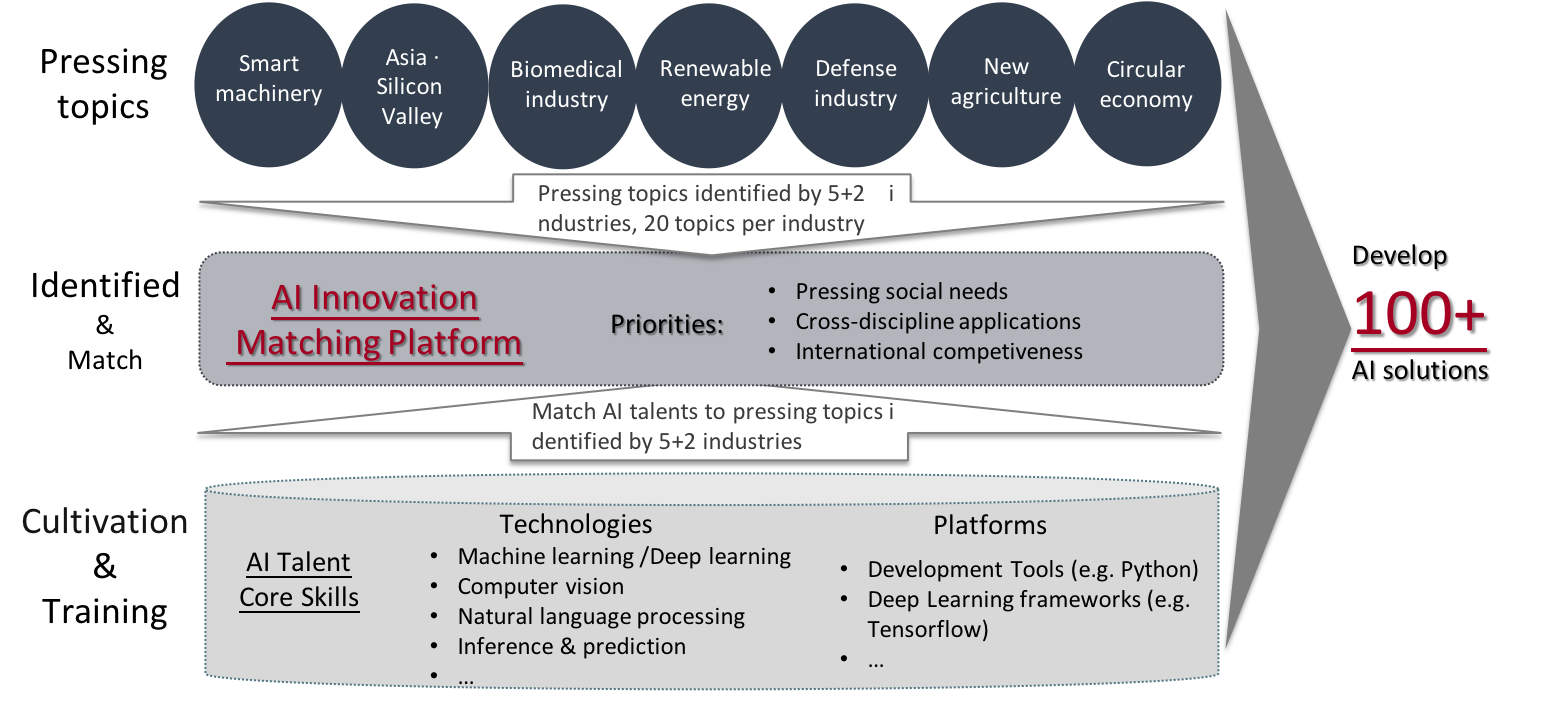 Pressing
topics
Smart
machinery
Asia ·
Silicon
Valley
Biomedical
industry
Renewable
energy
Defense
industry
New
agriculture
Circular
economy
Pressing topics identified by 5+2 i
ndustries, 20 topics per industry
Identified
&
Match
AI Innovation
Matching Platform
Priorities:
• Pressing social needs
• Cross-discipline applications
• International competiveness
Match AI talents to pressing topics i
dentified by 5+2 industries
Cultivation
&
Training
AI Talent
Core Skills
Technologies
• Machine learning /Deep learning
• Computer vision
• Natural language processing
• Inference & prediction
• ...
Platforms
• Development Tools (e.g. Python)
• Deep Learning frameworks (e.g.
Tensorflow)
• ...
Develop
100+
AI solutions